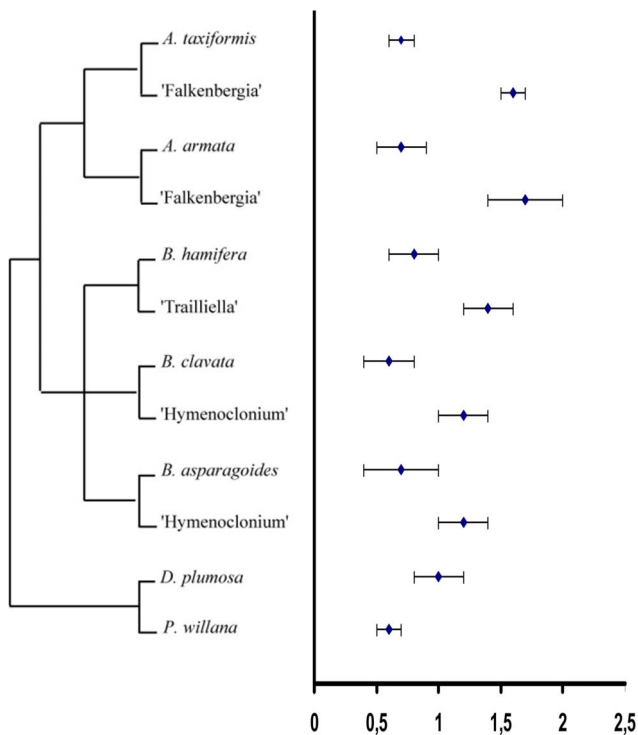 A. taxiformis
'Falkenbergia'
A. armata
'Falkenbergia'
B. hamifera
'Trailliella'
B. clavata
'Hymenoclonium'
B. asparagoides
'Hymenoclonium'
D. plumosa
P. willana
0 0,5 1 1,5 2 2,5